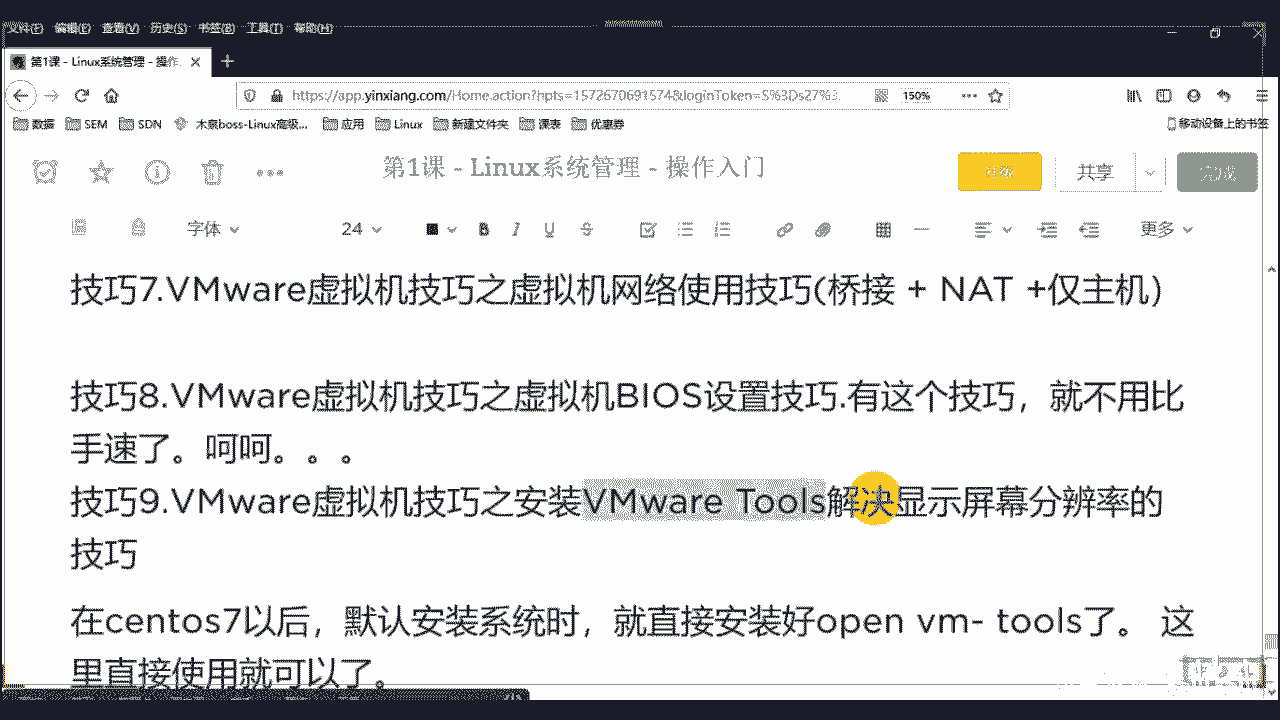 文件(F) 编辑(E) 查看(V) 历史(S) 书签(B) 工具(T) 帮助(H)
第1课 - Linux系统管理 - 操作
https://app.yinxiang.com/Home.action?hpts=1572670691574&loginToken=S%3Ds27%3. 150%
数据 SEM SDN 木泉boss-Linux高级... 应用 Linux 新建文件夹 课表 优惠券 移动设备上的书签
第1课 - Linux系统管理 - 操作入门 共享 完成
字体 24 B I U S 更多
技巧7.VMware虚拟机技巧之虚拟机网络使用技巧(桥接 + NAT +仅主机)
技巧8.VMware虚拟机技巧之虚拟机BIOS设置技巧.有这个技巧，就不用比
手速了。呵呵。。。
技巧9.VMware虚拟机技巧之安装VMware Tools解决显示屏幕分辨率的
技巧
在centos7以后，默认安装系统时，就直接安装好open vm- tools了。 这
里直接使用就可以了。